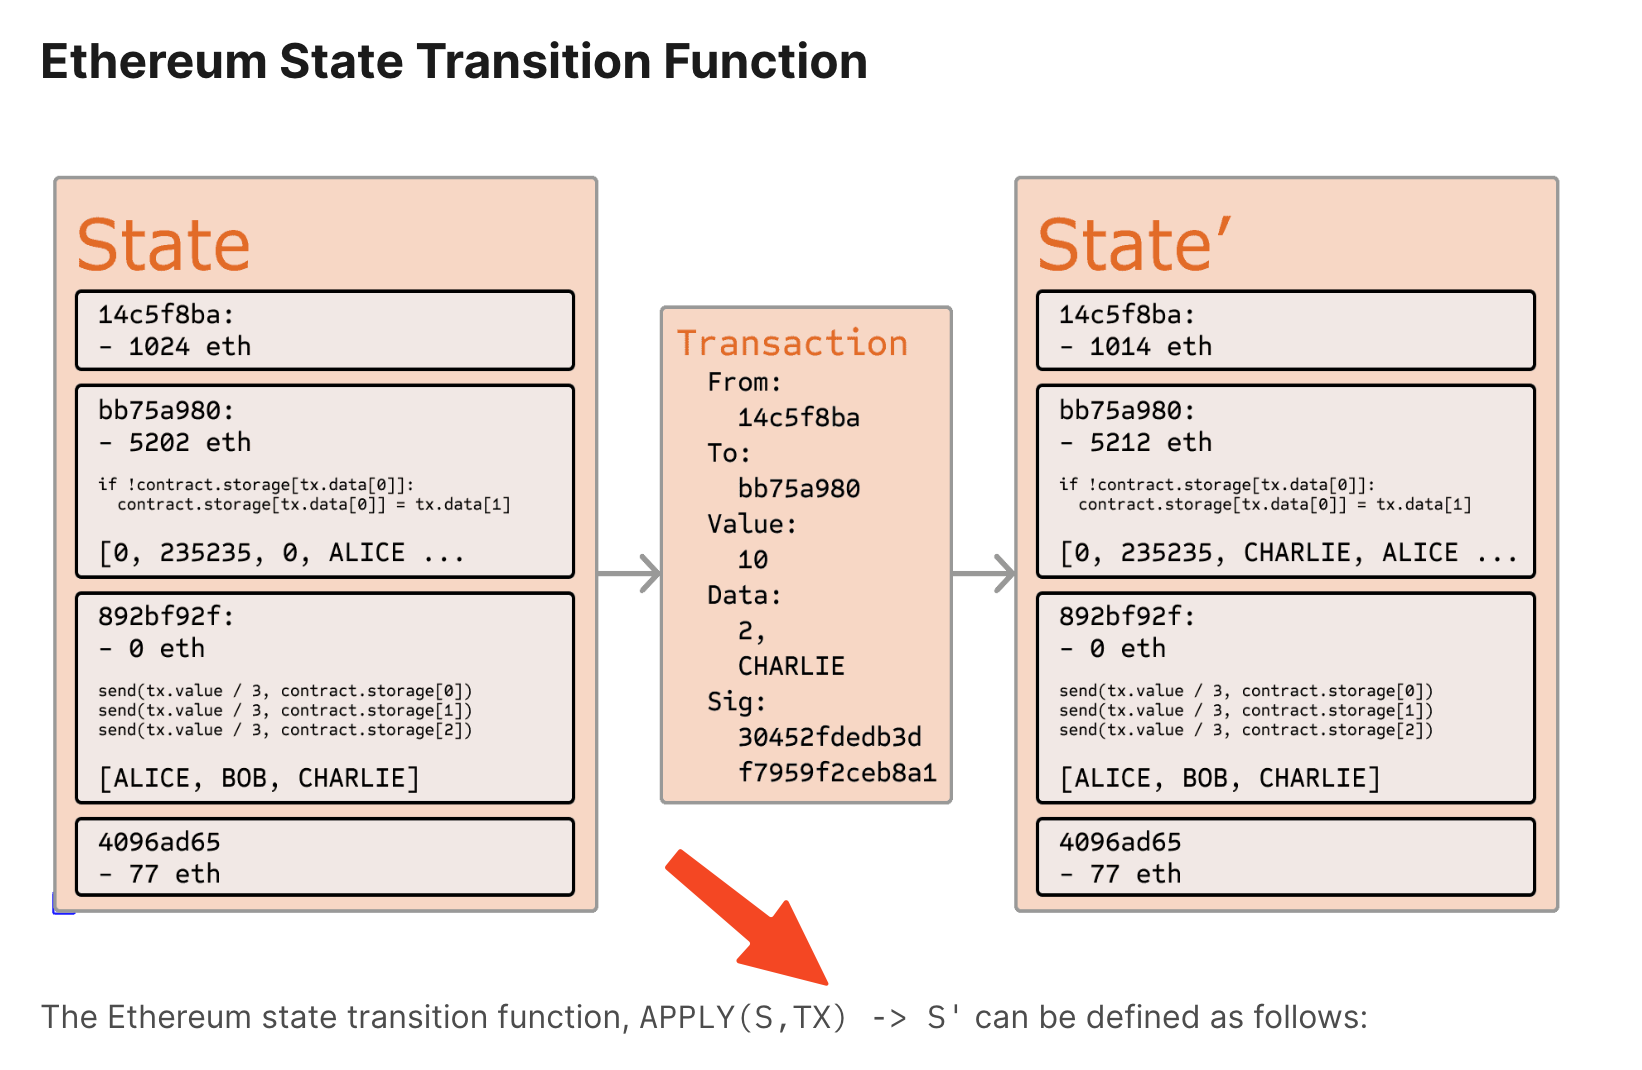 Ethereum State Transition Function
State
14c5f8ba:
- 1024 eth
bb75a980:
- 5202 eth
if !contract.storage[tx.data[0]]:
contract.storage[tx.data[0]] = tx.data[1]
[0, 235235, 0, ALICE ...
892bf92f:
- 0 eth
send(tx.value / 3, contract.storage[0])
send(tx.value / 3, contract.storage[1])
send(tx.value / 3, contract.storage[2])
[ALICE, BOB, CHARLIE]
4096ad65
- 77 eth
Transaction
From:
14c5f8ba
To:
bb75a980
Value:
10
Data:
2,
CHARLIE
Sig:
30452fdedb3d
f7959f2ceb8a1
State′
14c5f8ba:
- 1014 eth
bb75a980:
- 5212 eth
if !contract.storage[tx.data[0]]:
contract.storage[tx.data[0]] = tx.data[1]
[0, 235235, CHARLIE, ALICE ...
892bf92f:
- 0 eth
send(tx.value / 3, contract.storage[0])
send(tx.value / 3, contract.storage[1])
send(tx.value / 3, contract.storage[2])
[ALICE, BOB, CHARLIE]
4096ad65
- 77 eth
The Ethereum state transition function, APPLY(S,TX) -> S' can be defined as follows: